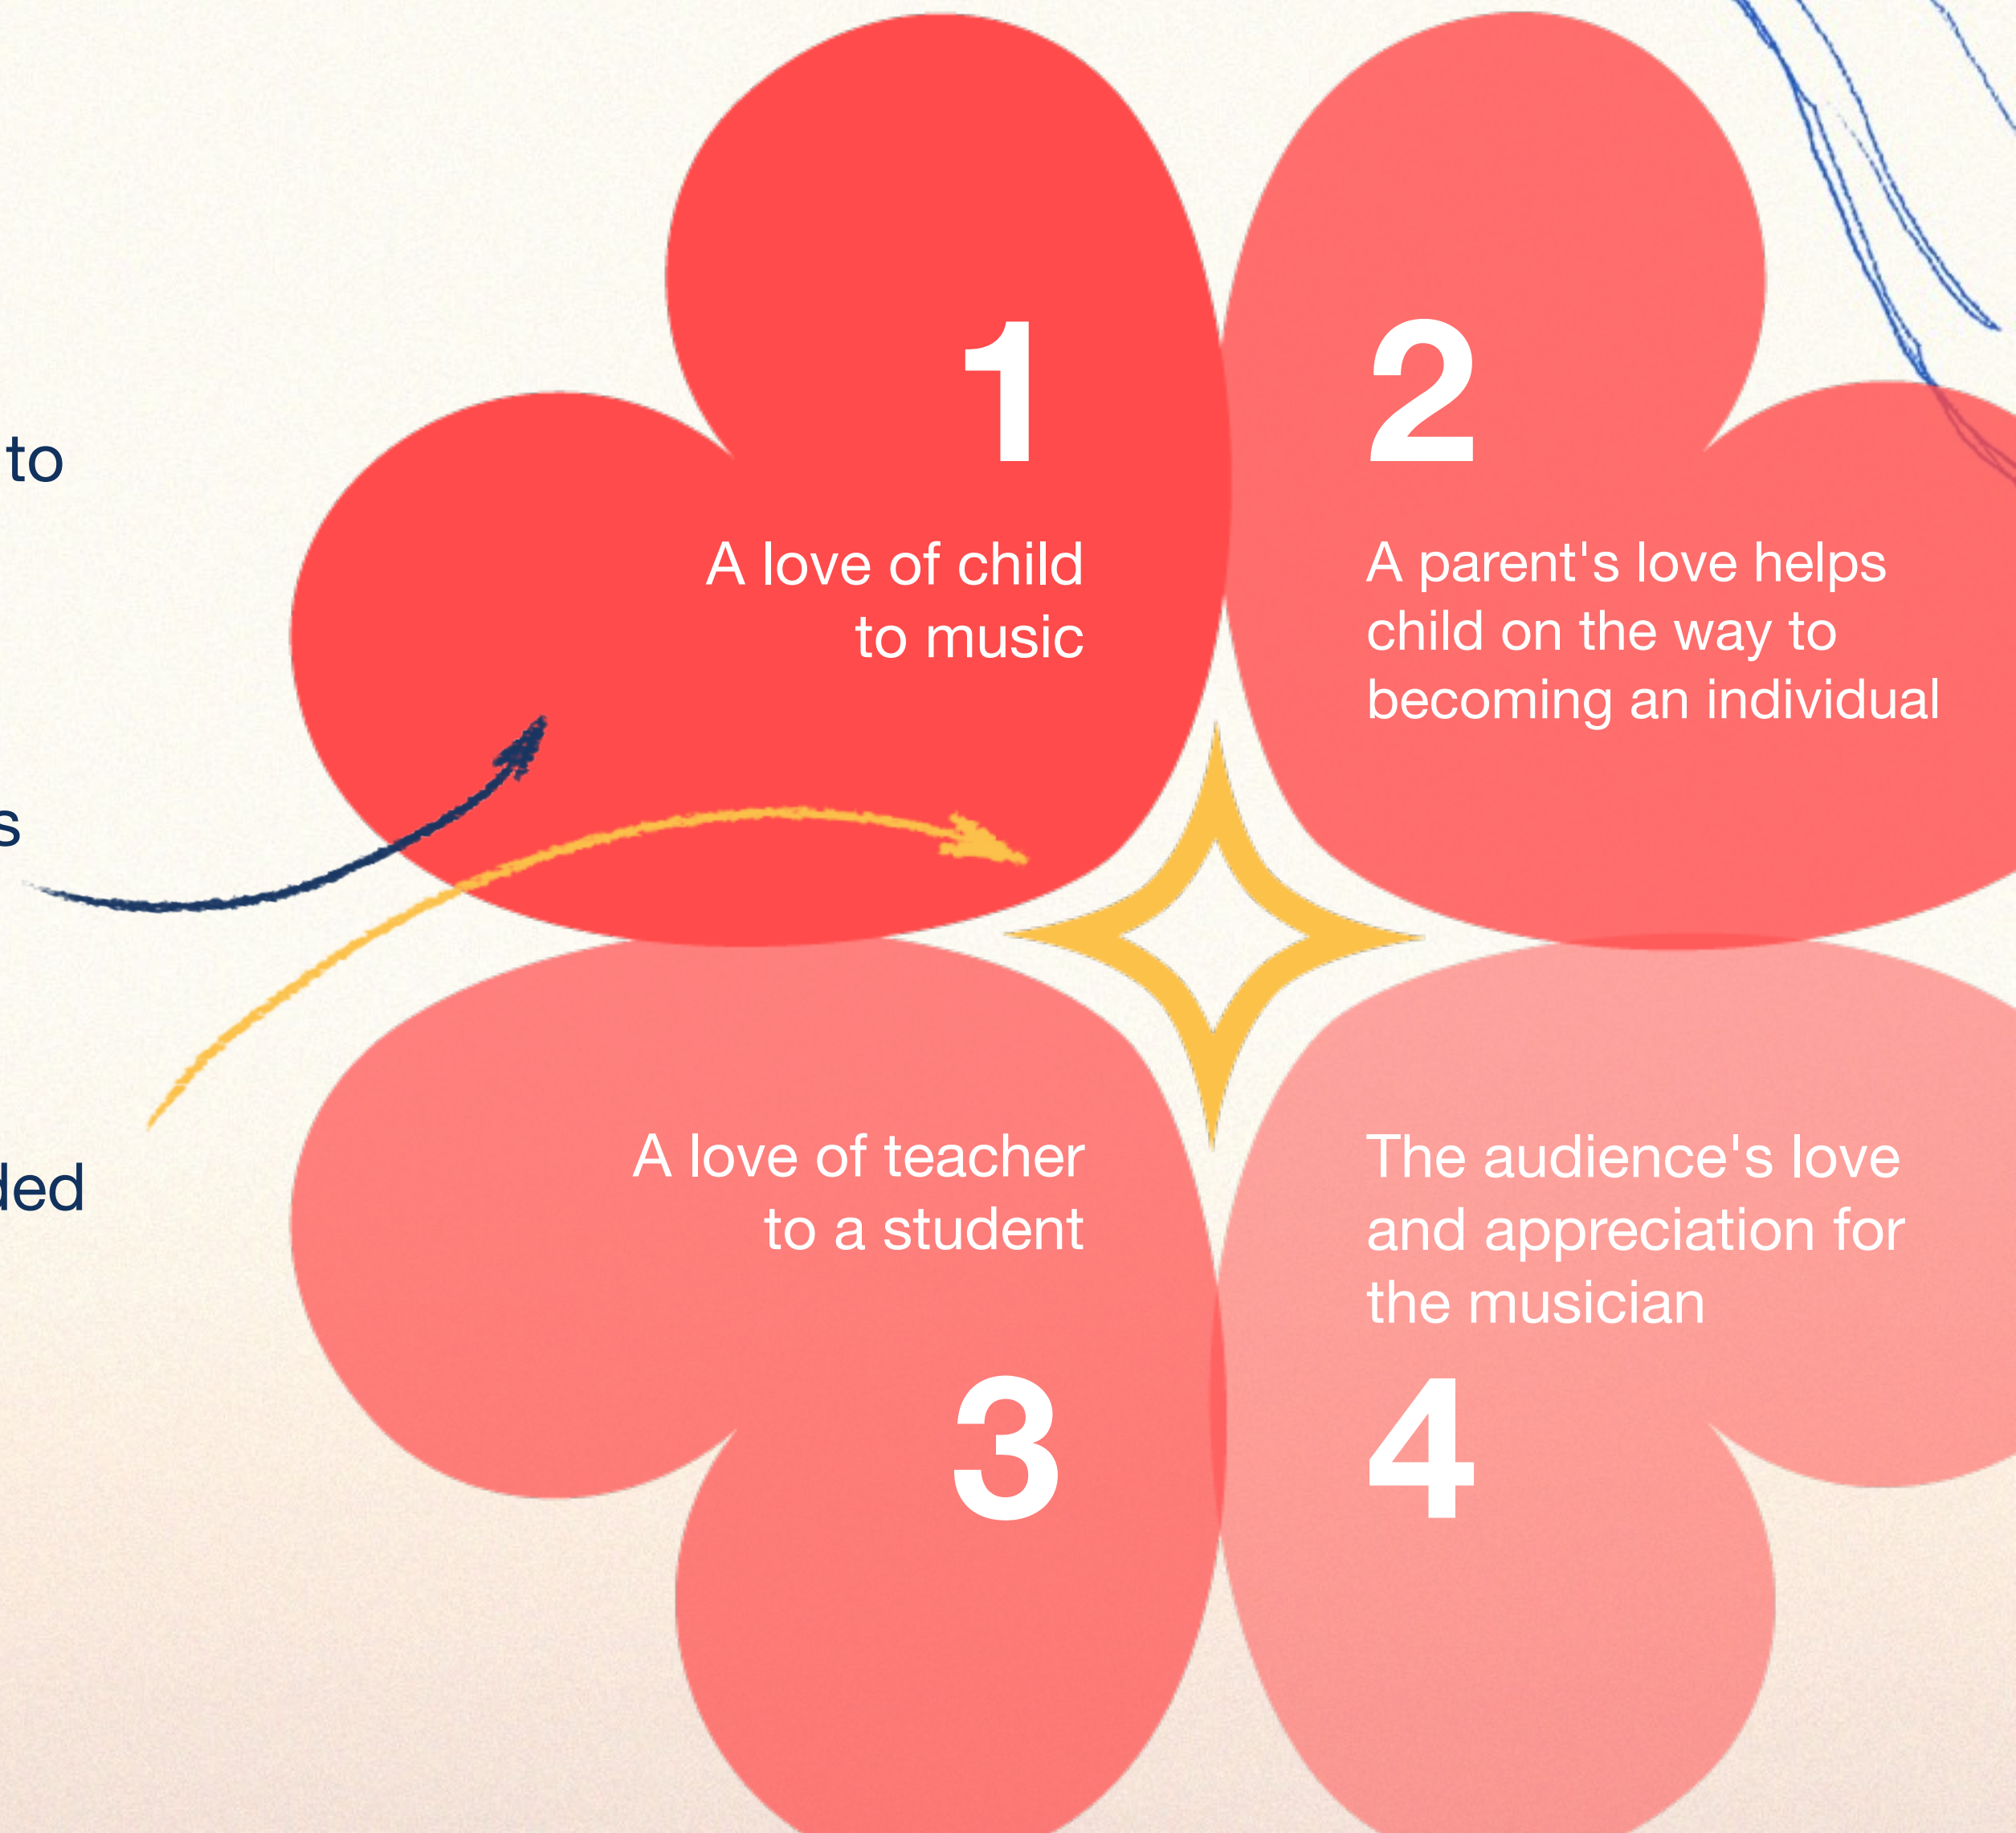 to
s
ded
1
A love of child
to music
2
A parent's love helps
child on the way to
becoming an individual
A love of teacher
to a student
3
The audience's love
and appreciation for
the musician
4